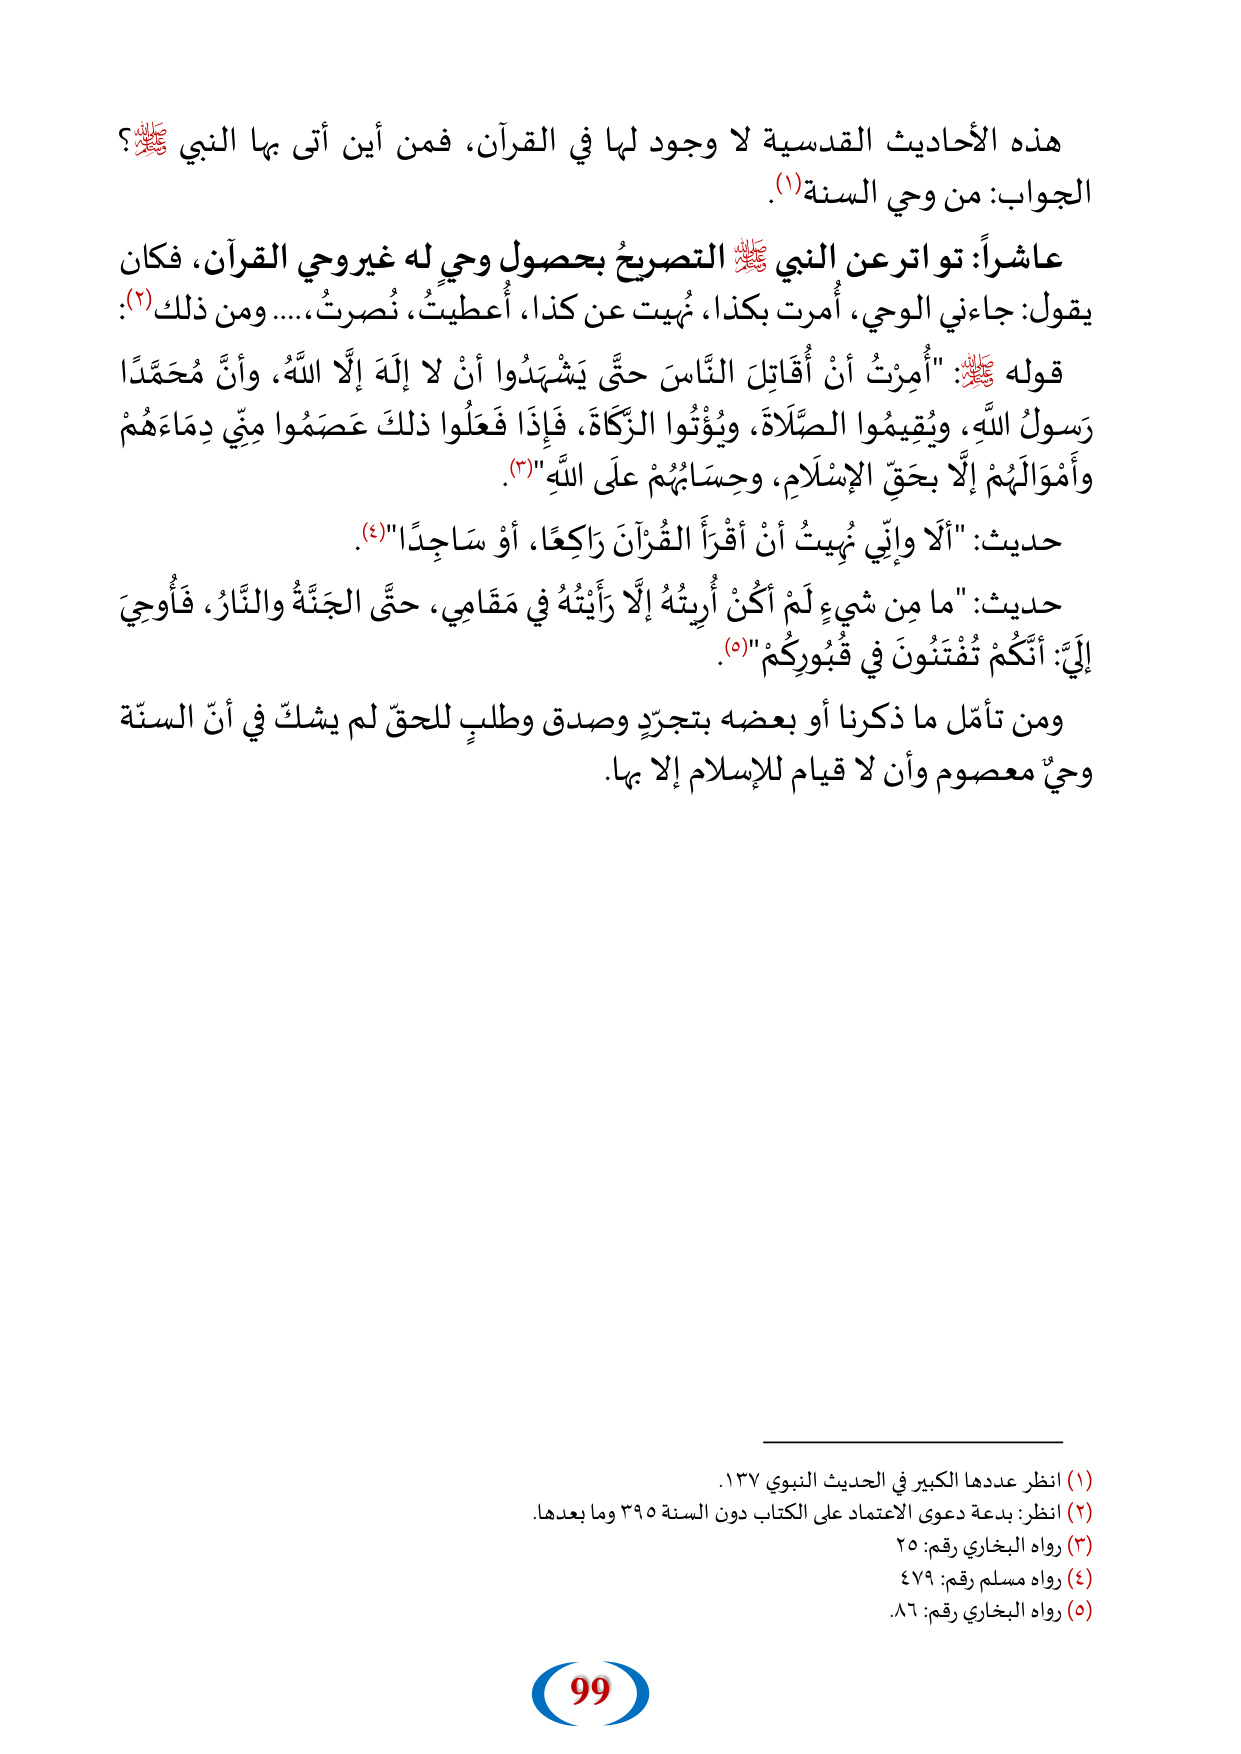 هذه الأحاديث القدسية لا وجود لها في القرآن، فمن أين أتى بها النبي ﷺ؟
الجواب: من وحي السنة(١).
عاشراً: تواتر عن النبي ﷺ التصريحُ بحصول وحيٍ له غير وحي القرآن، فكان
يقول: جاءني الوحي، أُمرت بكذا، نُهيت عن كذا، أُعطيتُ، نُصرتُ،.... ومن ذلك(٢):
قوله ﷺ: "أُمِرْتُ أنْ أُقَاتِلَ النَّاسَ حتَّى يَشْهَدُوا أنْ لا إلَهَ إلَّا اللَّهُ، وأنَّ مُحَمَّدًا
رَسولُ اللَّهِ، ويُقِيمُوا الصَّلَاةَ، ويُؤْتُوا الزَّكَاةَ، فَإِذَا فَعَلُوا ذلكَ عَصَمُوا مِنِّي دِمَاءَهُمْ
وأَمْوَالَهُمْ إلَّا بحَقِّ الإسْلَامِ، وحِسَابُهُمْ علَى اللَّهِ"(٣).
حديث: "ألَا وإنِّي نُهِيتُ أنْ أقْرَأَ القُرْآنَ رَاكِعًا، أوْ سَاجِدًا"(٤).
حديث: "ما مِن شيءٍ لَمْ أكُنْ أُرِيتُهُ إلَّا رَأَيْتُهُ في مَقَامِي، حتَّى الجَنَّةُ والنَّارُ، فَأُوحِيَ
إلَيَّ: أنَّكُمْ تُفْتَنُونَ في قُبُورِكُمْ"(٥).
ومن تأمّل ما ذكرنا أو بعضه بتجرّدٍ وصدق وطلبٍ للحقّ لم يشكّ في أنّ السنّة
وحيٌ معصوم وأن لا قيام للإسلام إلا بها.
(١) انظر عددها الكبير في الحديث النبوي ١٣٧.
(٢) انظر: بدعة دعوى الاعتماد على الكتاب دون السنة ٣٩٥ وما بعدها.
(٣) رواه البخاري رقم: ٢٥
(٤) رواه مسلم رقم: ٤٧٩
(٥) رواه البخاري رقم: ٨٦.
99